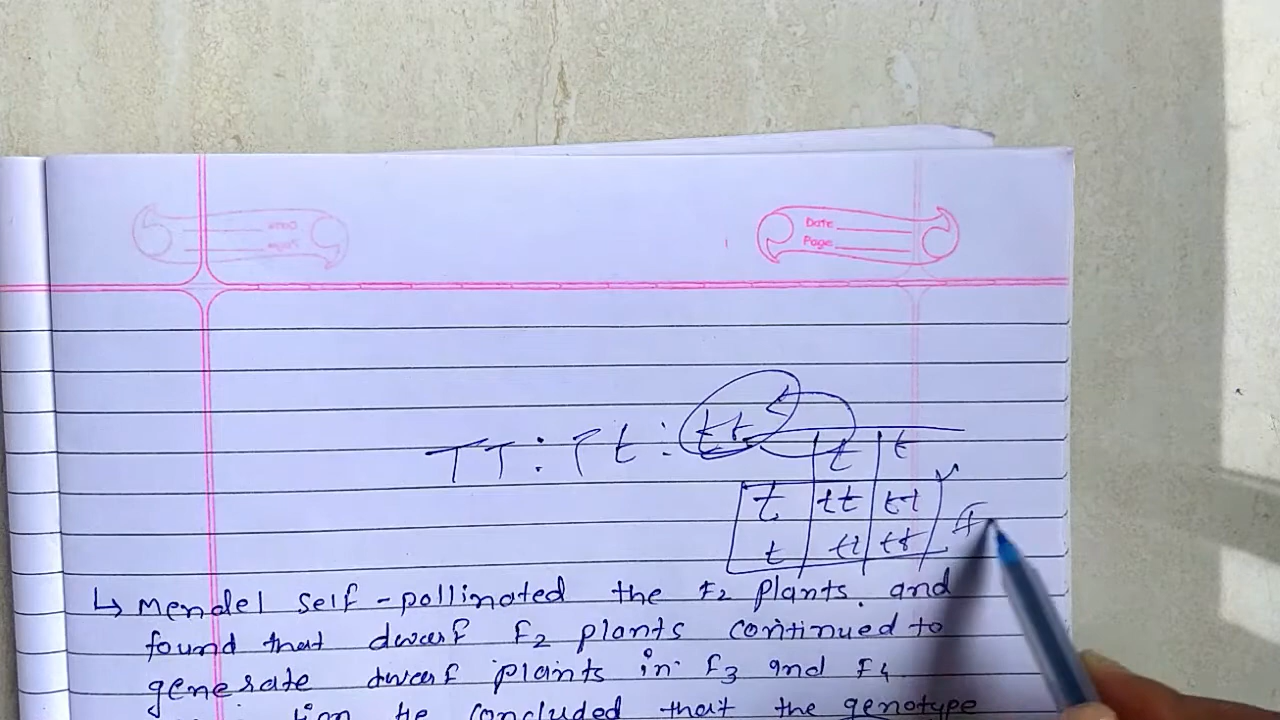 Date
Page
TT : Tt : tt
t t
t tt tt
t tt tt F
↳ Mendel self-pollinated the F2 plants. and
found that dwarf F2 plants continued to
generate dwarf plants in F3 and F4.
tion he concluded that the genotype